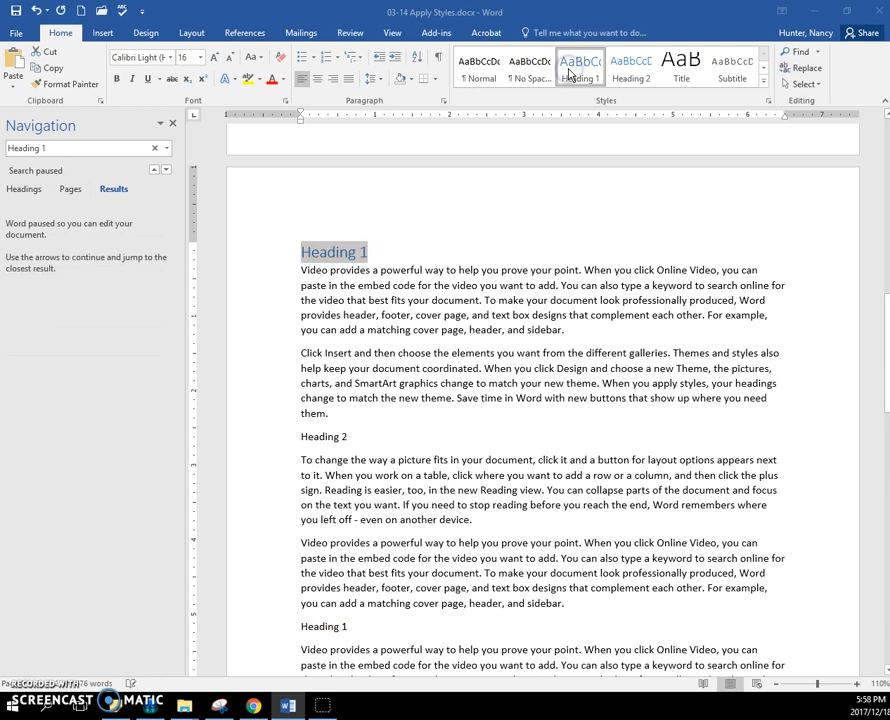 03-14 Apply Styles.docx - Word
File Home Insert Design Layout References Mailings Review View Add-ins Acrobat Tell me what you want to do... Hunter, Nancy Share
Paste Cut Copy Format Painter
Calibri Light (H 16 Aa
B I U abc X₂ X² A A
AaBbCcDc AaBbCcDc AaBbCc AaBbCcD AaB AaBbCcD
¶ Normal ¶ No Spac... Heading 1 Heading 2 Title Subtitle
Find Replace Select
Clipboard Font Paragraph Styles Editing
Navigation
Heading 1
Search paused
Headings Pages Results
Word paused so you can edit your
document.
Use the arrows to continue and jump to the
closest result.
1 1 2 3 4 5 6 7
1 1 2 3 4 5
Heading 1
Video provides a powerful way to help you prove your point. When you click Online Video, you can
paste in the embed code for the video you want to add. You can also type a keyword to search online for
the video that best fits your document. To make your document look professionally produced, Word
provides header, footer, cover page, and text box designs that complement each other. For example,
you can add a matching cover page, header, and sidebar.
Click Insert and then choose the elements you want from the different galleries. Themes and styles also
help keep your document coordinated. When you click Design and choose a new Theme, the pictures,
charts, and SmartArt graphics change to match your new theme. When you apply styles, your headings
change to match the new theme. Save time in Word with new buttons that show up where you need
them.
Heading 2
To change the way a picture fits in your document, click it and a button for layout options appears next
to it. When you work on a table, click where you want to add a row or a column, and then click the plus
sign. Reading is easier, too, in the new Reading view. You can collapse parts of the document and focus
on the text you want. If you need to stop reading before you reach the end, Word remembers where
you left off - even on another device.
Video provides a powerful way to help you prove your point. When you click Online Video, you can
paste in the embed code for the video you want to add. You can also type a keyword to search online for
the video that best fits your document. To make your document look professionally produced, Word
provides header, footer, cover page, and text box designs that complement each other. For example,
you can add a matching cover page, header, and sidebar.
Heading 1
Video provides a powerful way to help you prove your point. When you click Online Video, you can
paste in the embed code for the video you want to add. You can also type a keyword to search online for
76 words 110%
RECORDED WITH
SCREENCAST MATIC
5:58 PM
2017/12/18